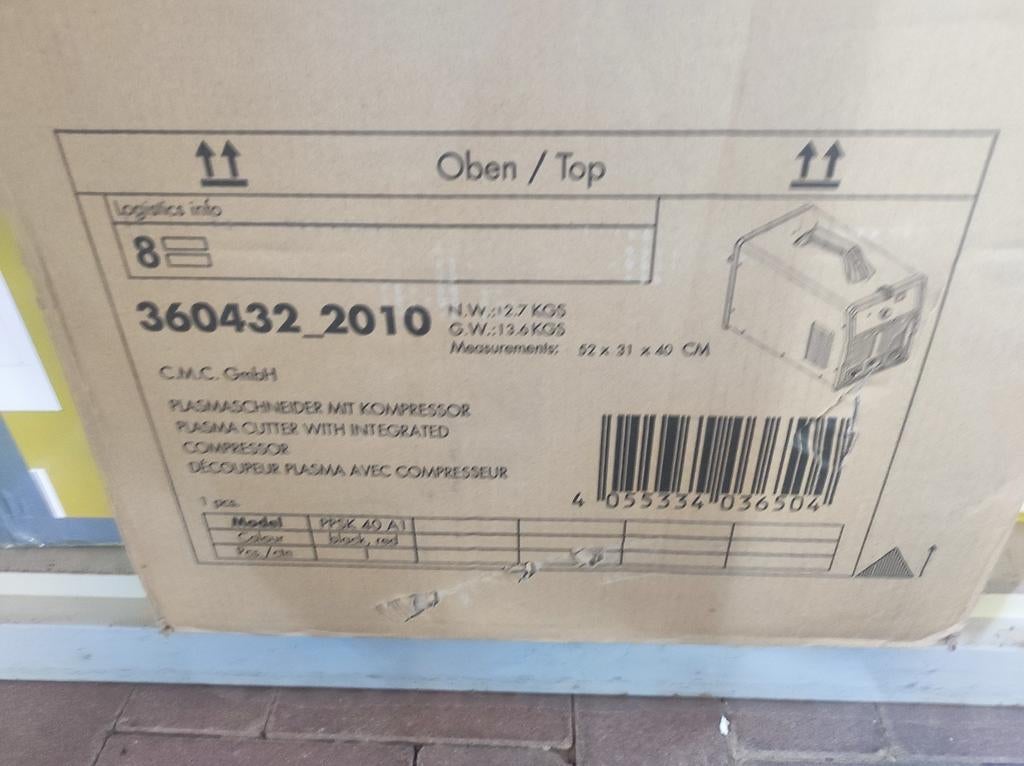 Oben / Top
Logistics info
8
360432_2010
N.W.:12.7 KGS
G.W.:13.6 KGS
Measurements: 52 x 31 x 40 CM
C.M.C. GmbH
PLASMASCHNEIDER MIT KOMPRESSOR
PLASMA CUTTER WITH INTEGRATED
COMPRESSOR
DÉCOUPEUR PLASMA AVEC COMPRESSEUR
4 055334 036504
1 pcs.
Model PPSK 40 A1
Colour black, red
Pcs./ctn 1